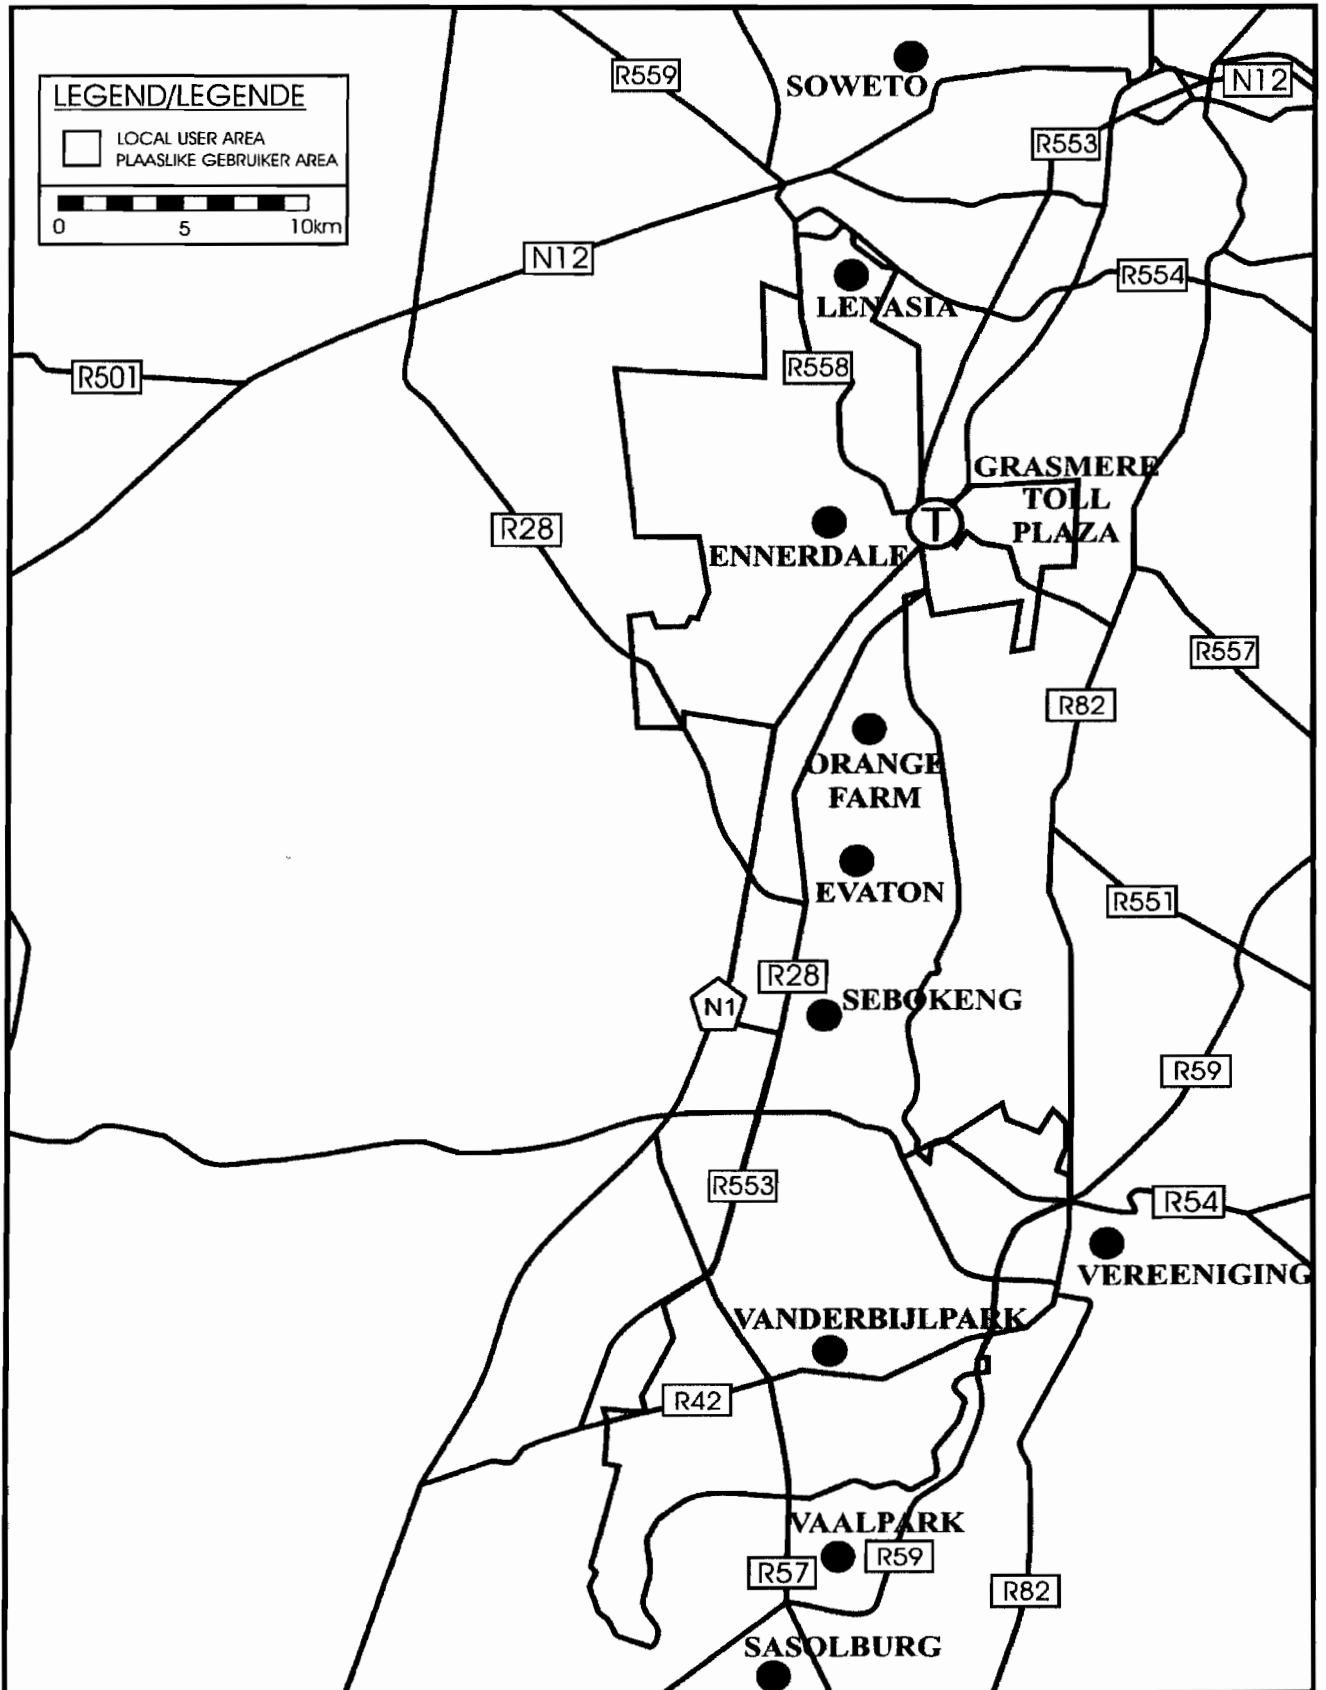 SOWETO
R559
N12
LEGEND/LEGENDE
LOCAL USER AREA
PLAASLIKE GEBRUIKER AREA
0 5 10km
R553
N12
R554
LENASIA
R558
R501
GRASMERE
TOLL
PLAZA
T
R28
ENNERDALE
R557
R82
ORANGE
FARM
EVATON
R551
R28
SEBOKENG
N1
R59
R553
R54
VEREENIGING
VANDERBIJLPARK
R42
VAALPARK
R59
R57
R82
SASOLBURG